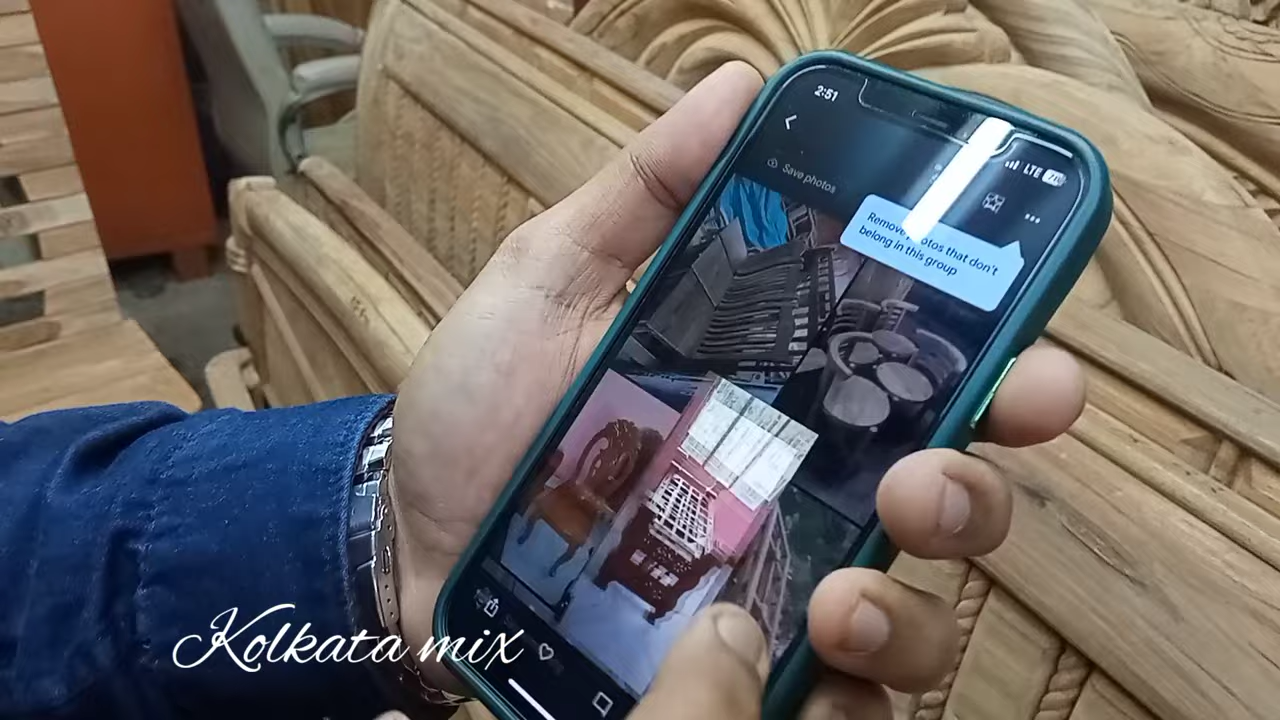 2:51
LTE
Save photos
Remove photos that don't
belong in this group
Kolkata mix